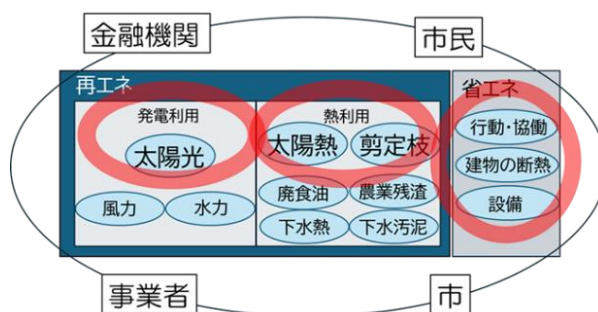 金融機関
市民
再エネ
省エネ
発電利用
太陽光
風力
水力
熱利用
太陽熱
剪定枝
廃食油
農業残渣
下水熱
下水汚泥
行動・協働
建物の断熱
設備
事業者
市